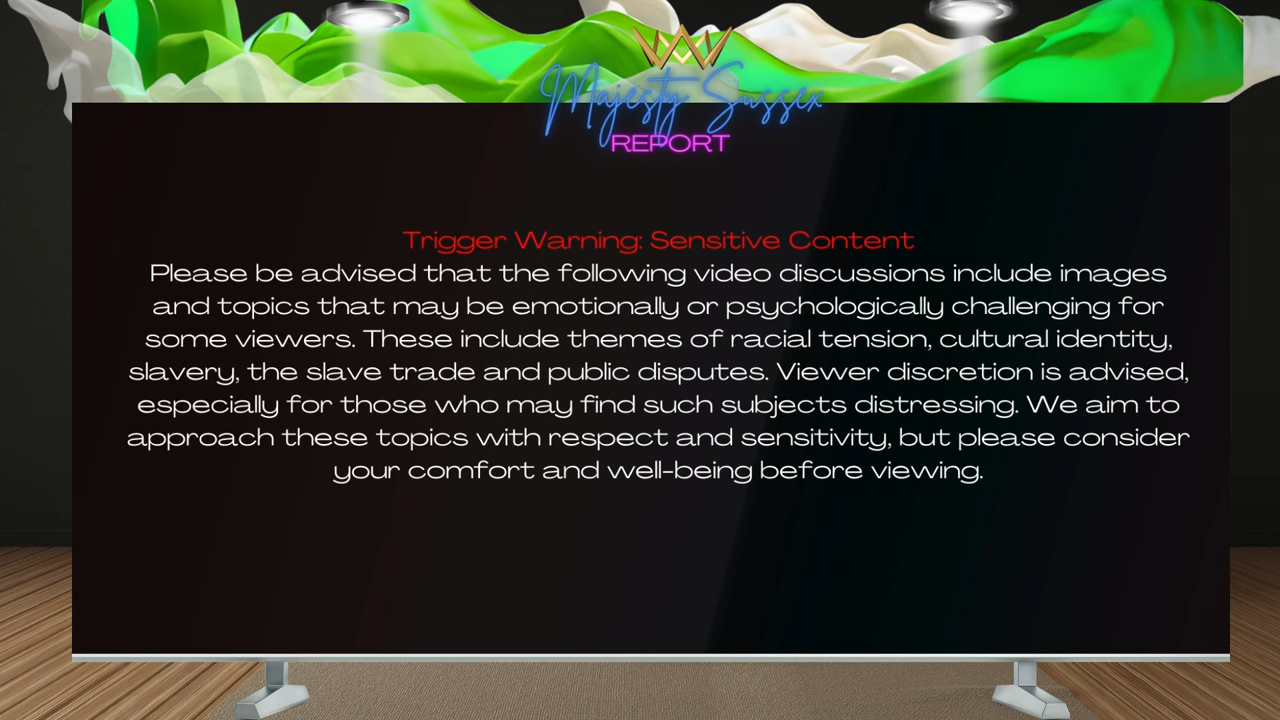 Majesty Sussex
REPORT
Trigger Warning: Sensitive Content
Please be advised that the following video discussions include images
and topics that may be emotionally or psychologically challenging for
some viewers. These include themes of racial tension, cultural identity,
slavery, the slave trade and public disputes. Viewer discretion is advised,
especially for those who may find such subjects distressing. We aim to
approach these topics with respect and sensitivity, but please consider
your comfort and well-being before viewing.